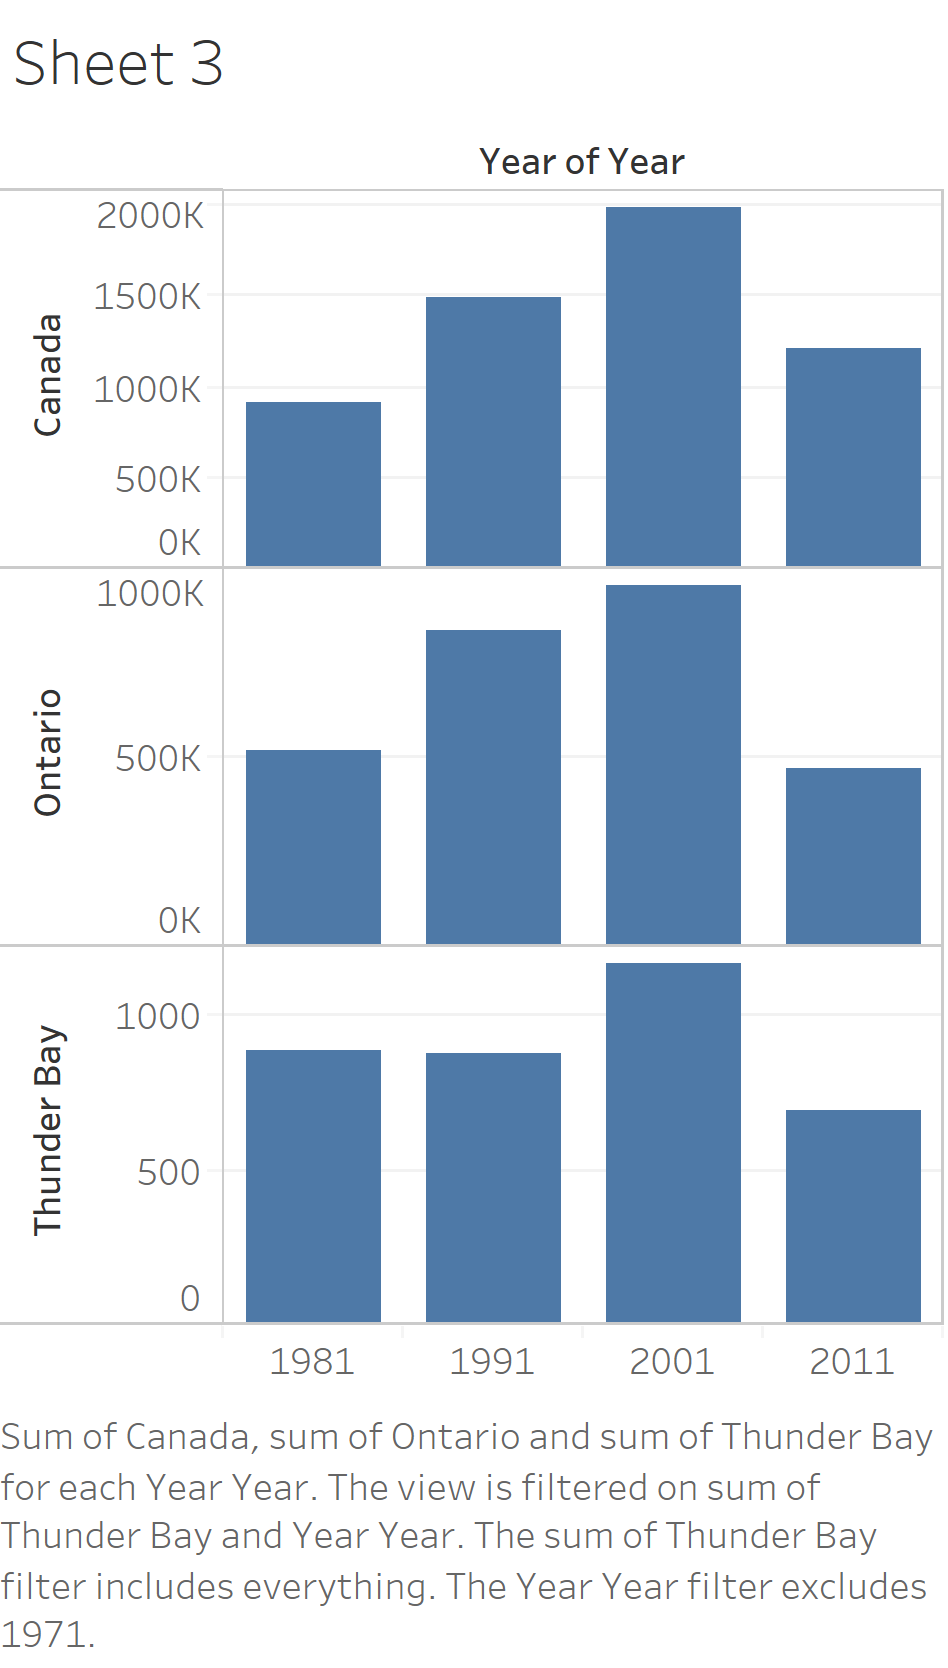 Sheet 3
Year of Year
Canada
2000K
1500K
1000K
500K
0K
Ontario
1000K
500K
0K
Thunder Bay
1000
500
0
1981 1991 2001 2011
Sum of Canada, sum of Ontario and sum of Thunder Bay
for each Year Year. The view is filtered on sum of
Thunder Bay and Year Year. The sum of Thunder Bay
filter includes everything. The Year Year filter excludes
1971.